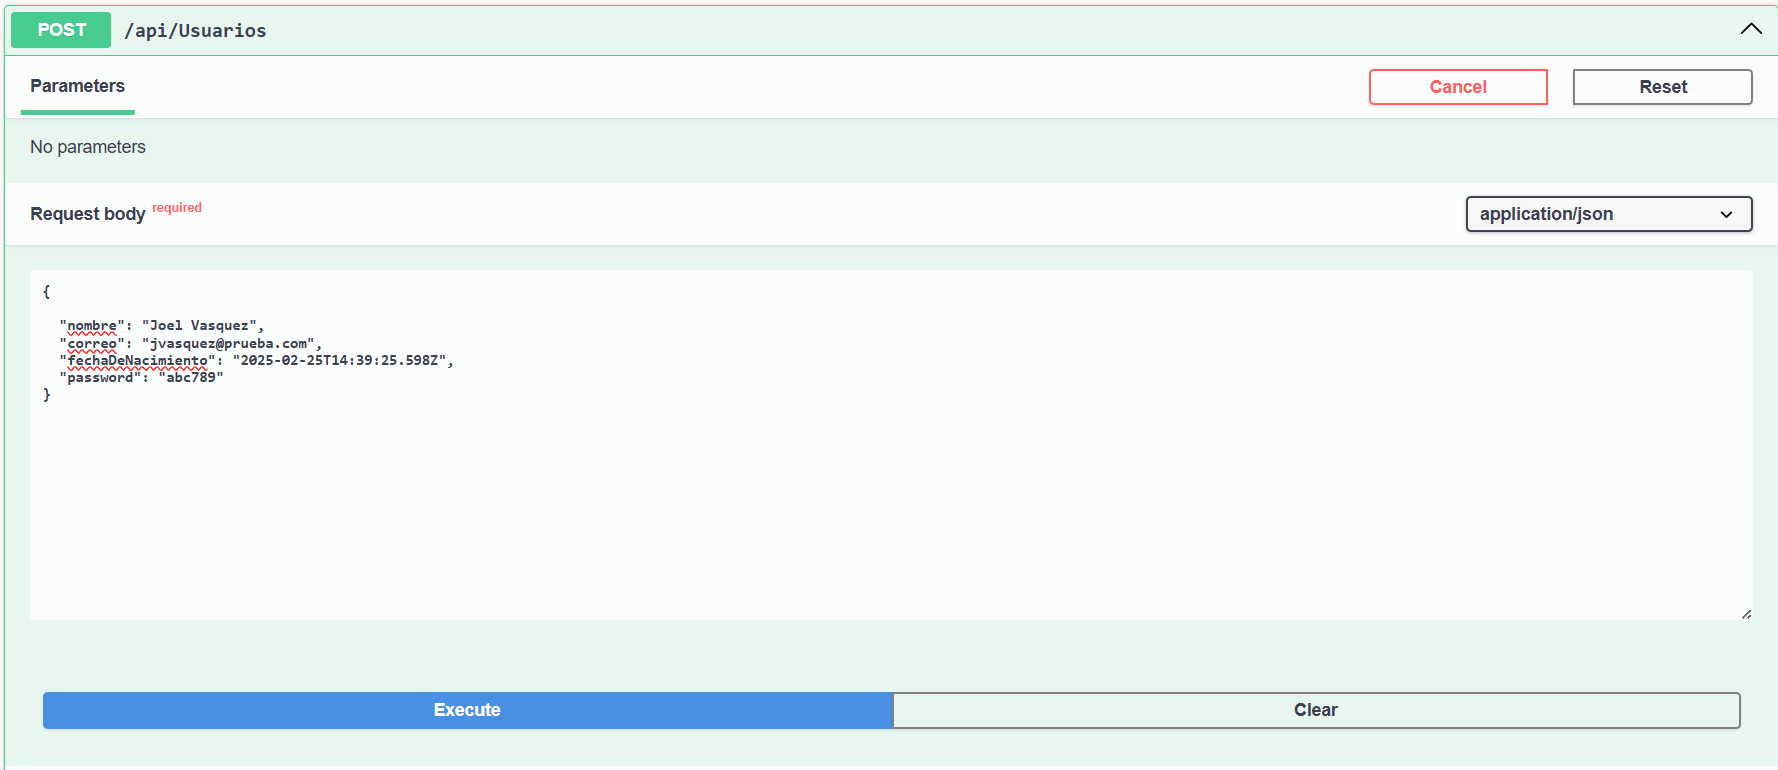 POST /api/Usuarios
Parameters
Cancel
Reset
No parameters
Request body required
application/json
{
"nombre": "Joel Vasquez",
"correo": "jvasquez@prueba.com",
"fechaDeNacimiento": "2025-02-25T14:39:25.598Z",
"password": "abc789"
}
Execute
Clear